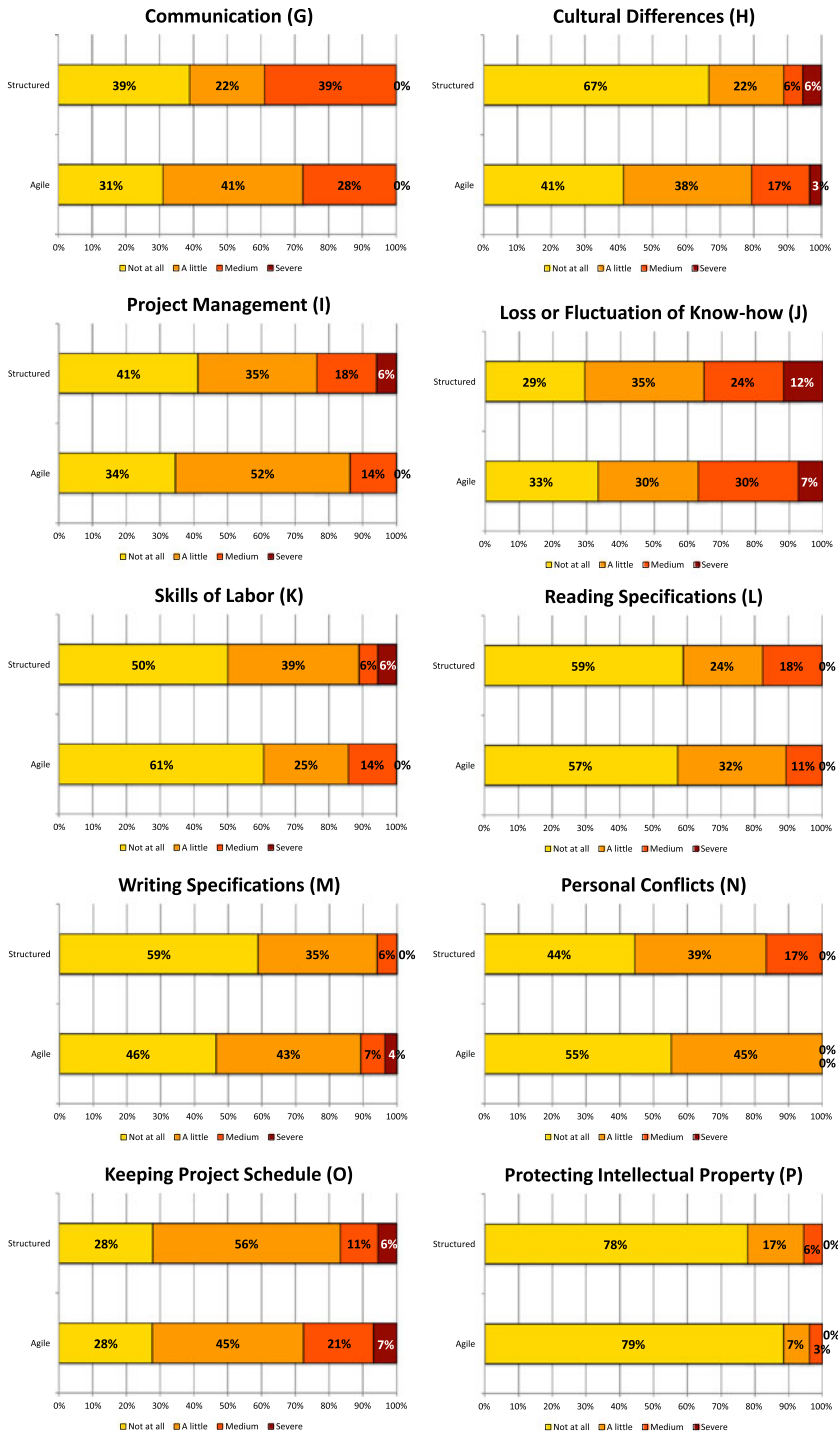 Communication (G)
Structured 39% 22% 39% 0%
Agile 31% 41% 28% 0%
0% 10% 20% 30% 40% 50% 60% 70% 80% 90% 100%
Not at all A little Medium Severe
Cultural Differences (H)
Structured 67% 22% 6% 6%
Agile 41% 38% 17% 3%
0% 10% 20% 30% 40% 50% 60% 70% 80% 90% 100%
Not at all A little Medium Severe
Project Management (I)
Structured 41% 35% 18% 6%
Agile 34% 52% 14% 0%
0% 10% 20% 30% 40% 50% 60% 70% 80% 90% 100%
Not at all A little Medium Severe
Loss or Fluctuation of Know-how (J)
Structured 29% 35% 24% 12%
Agile 33% 30% 30% 7%
0% 10% 20% 30% 40% 50% 60% 70% 80% 90% 100%
Not at all A little Medium Severe
Skills of Labor (K)
Structured 50% 39% 6% 6%
Agile 61% 25% 14% 0%
0% 10% 20% 30% 40% 50% 60% 70% 80% 90% 100%
Not at all A little Medium Severe
Reading Specifications (L)
Structured 59% 24% 18% 0%
Agile 57% 32% 11% 0%
0% 10% 20% 30% 40% 50% 60% 70% 80% 90% 100%
Not at all A little Medium Severe
Writing Specifications (M)
Structured 59% 35% 6% 0%
Agile 46% 43% 7% 4%
0% 10% 20% 30% 40% 50% 60% 70% 80% 90% 100%
Not at all A little Medium Severe
Personal Conflicts (N)
Structured 44% 39% 17% 0%
Agile 55% 45% 0% 0%
0% 10% 20% 30% 40% 50% 60% 70% 80% 90% 100%
Not at all A little Medium Severe
Keeping Project Schedule (O)
Structured 28% 56% 11% 6%
Agile 28% 45% 21% 7%
0% 10% 20% 30% 40% 50% 60% 70% 80% 90% 100%
Not at all A little Medium Severe
Protecting Intellectual Property (P)
Structured 78% 17% 6% 0%
Agile 79% 7% 3% 0%
0% 10% 20% 30% 40% 50% 60% 70% 80% 90% 100%
Not at all A little Medium Severe